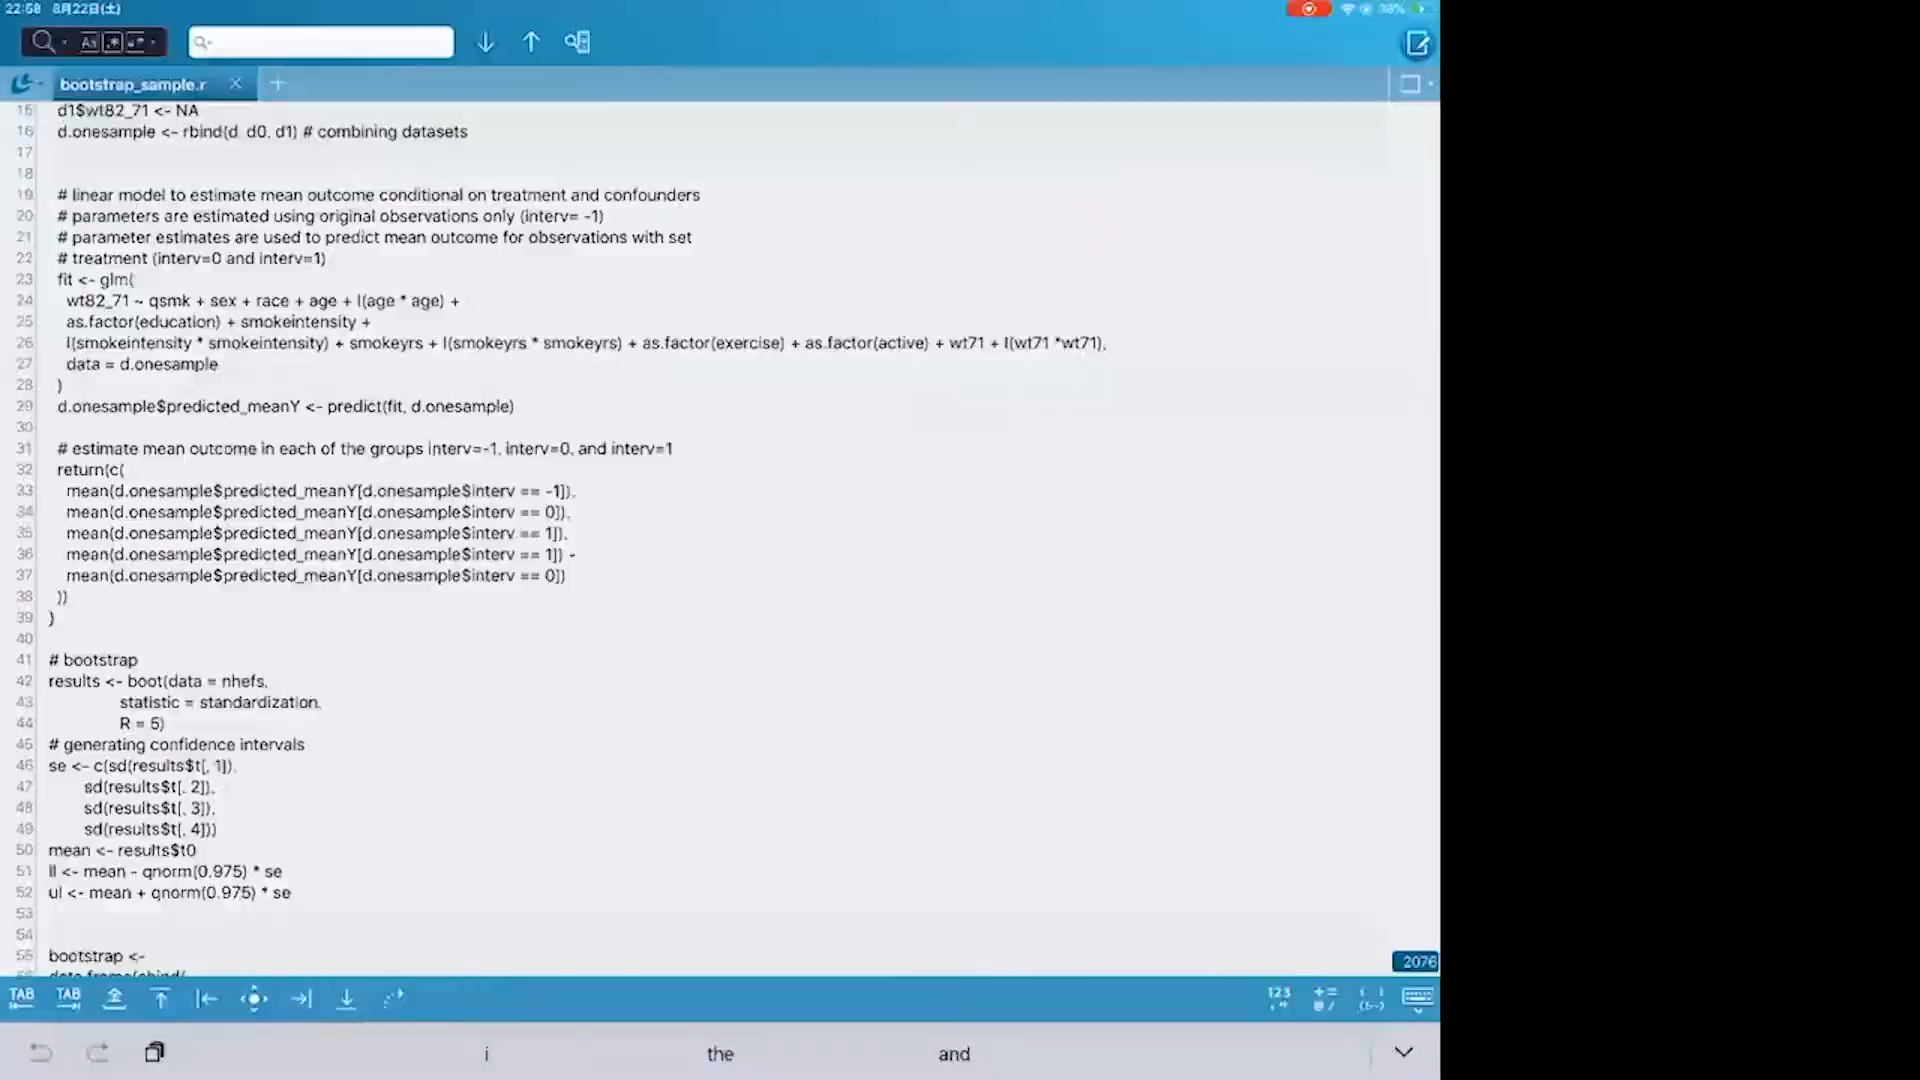 22:58 8月22日(土)
38%
Aa
bootstrap_sample.r
15 d1$wt82_71 <- NA
16 d.onesample <- rbind(d, d0, d1) # combining datasets
17
18
19 # linear model to estimate mean outcome conditional on treatment and confounders
20 # parameters are estimated using original observations only (interv= -1)
21 # parameter estimates are used to predict mean outcome for observations with set
22 # treatment (interv=0 and interv=1)
23 fit <- glm(
24 wt82_71 ~ qsmk + sex + race + age + I(age * age) +
25 as.factor(education) + smokeintensity +
26 I(smokeintensity * smokeintensity) + smokeyrs + I(smokeyrs * smokeyrs) + as.factor(exercise) + as.factor(active) + wt71 + I(wt71 *wt71),
27 data = d.onesample
28 )
29 d.onesample$predicted_meanY <- predict(fit, d.onesample)
30
31 # estimate mean outcome in each of the groups interv=-1, interv=0, and interv=1
32 return(c(
33 mean(d.onesample$predicted_meanY[d.onesample$interv == -1]),
34 mean(d.onesample$predicted_meanY[d.onesample$interv == 0]),
35 mean(d.onesample$predicted_meanY[d.onesample$interv == 1]),
36 mean(d.onesample$predicted_meanY[d.onesample$interv == 1]) -
37 mean(d.onesample$predicted_meanY[d.onesample$interv == 0])
38 ))
39 }
40
41 # bootstrap
42 results <- boot(data = nhefs,
43 statistic = standardization,
44 R = 5)
45 # generating confidence intervals
46 se <- c(sd(results$t[, 1]),
47 sd(results$t[, 2]),
48 sd(results$t[, 3]),
49 sd(results$t[, 4]))
50 mean <- results$t0
51 ll <- mean - qnorm(0.975) * se
52 ul <- mean + qnorm(0.975) * se
53
54
55 bootstrap <-
56 data.frame(cbind(
2076
TAB TAB 123
i the and